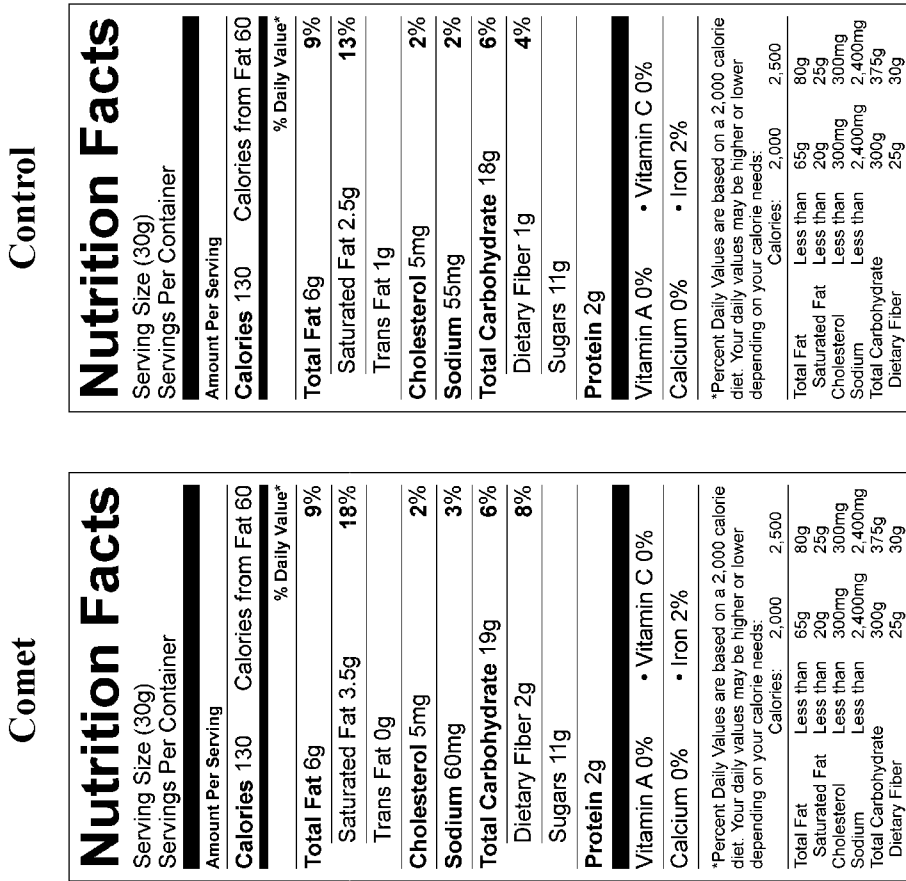 Comet
Nutrition Facts
Serving Size (30g)
Servings Per Container
Amount Per Serving
Calories 130 Calories from Fat 60
% Daily Value*
Total Fat 6g 9%
Saturated Fat 3.5g 18%
Trans Fat 0g
Cholesterol 5mg 2%
Sodium 60mg 3%
Total Carbohydrate 19g 6%
Dietary Fiber 2g 8%
Sugars 11g
Protein 2g
Vitamin A 0% • Vitamin C 0%
Calcium 0% • Iron 2%
*Percent Daily Values are based on a 2,000 calorie
diet. Your daily values may be higher or lower
depending on your calorie needs:
Calories: 2,000 2,500
Total Fat Less than 65g 80g
Saturated Fat Less than 20g 25g
Cholesterol Less than 300mg 300mg
Sodium Less than 2,400mg 2,400mg
Total Carbohydrate 300g 375g
Dietary Fiber 25g 30g
Control
Nutrition Facts
Serving Size (30g)
Servings Per Container
Amount Per Serving
Calories 130 Calories from Fat 60
% Daily Value*
Total Fat 6g 9%
Saturated Fat 2.5g 13%
Trans Fat 1g
Cholesterol 5mg 2%
Sodium 55mg 2%
Total Carbohydrate 18g 6%
Dietary Fiber 1g 4%
Sugars 11g
Protein 2g
Vitamin A 0% • Vitamin C 0%
Calcium 0% • Iron 2%
*Percent Daily Values are based on a 2,000 calorie
diet. Your daily values may be higher or lower
depending on your calorie needs:
Calories: 2,000 2,500
Total Fat Less than 65g 80g
Saturated Fat Less than 20g 25g
Cholesterol Less than 300mg 300mg
Sodium Less than 2,400mg 2,400mg
Total Carbohydrate 300g 375g
Dietary Fiber 25g 30g